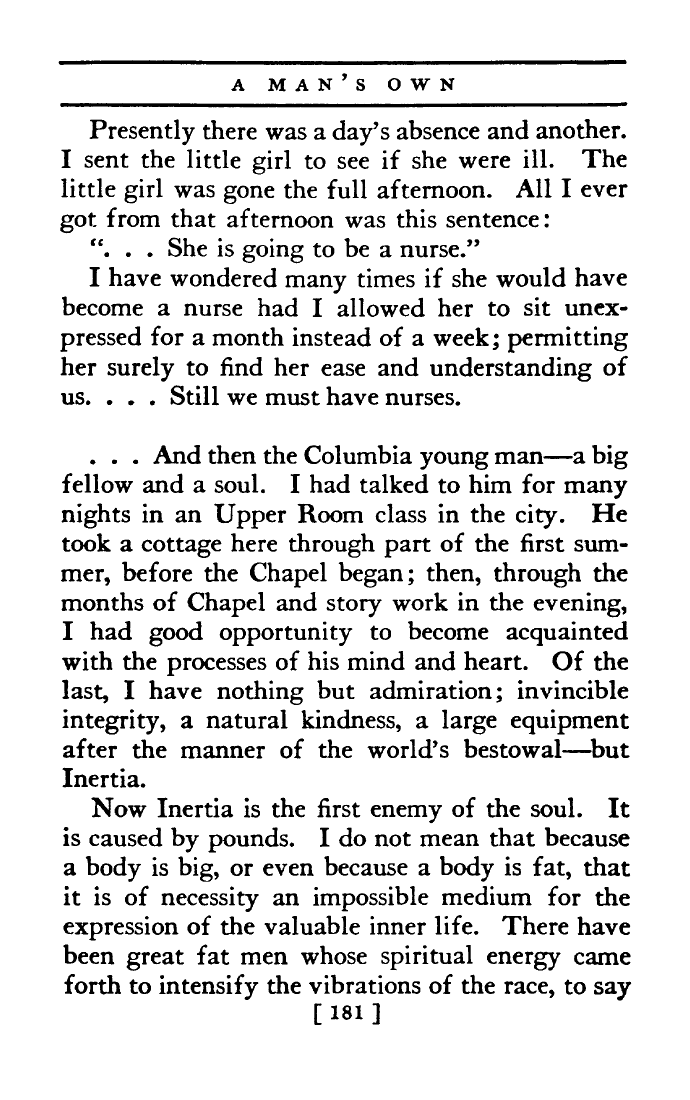 A MAN'S OWN
Presently there was a day's absence and another.
I sent the little girl to see if she were ill. The
little girl was gone the full afternoon. All I ever
got from that afternoon was this sentence:
“. . . She is going to be a nurse.”
I have wondered many times if she would have
become a nurse had I allowed her to sit unex-
pressed for a month instead of a week; permitting
her surely to find her ease and understanding of
us. . . . Still we must have nurses.
. . . And then the Columbia young man—a big
fellow and a soul. I had talked to him for many
nights in an Upper Room class in the city. He
took a cottage here through part of the first sum-
mer, before the Chapel began; then, through the
months of Chapel and story work in the evening,
I had good opportunity to become acquainted
with the processes of his mind and heart. Of the
last, I have nothing but admiration; invincible
integrity, a natural kindness, a large equipment
after the manner of the world's bestowal—but
Inertia.
Now Inertia is the first enemy of the soul. It
is caused by pounds. I do not mean that because
a body is big, or even because a body is fat, that
it is of necessity an impossible medium for the
expression of the valuable inner life. There have
been great fat men whose spiritual energy came
forth to intensify the vibrations of the race, to say
[ 181 ]